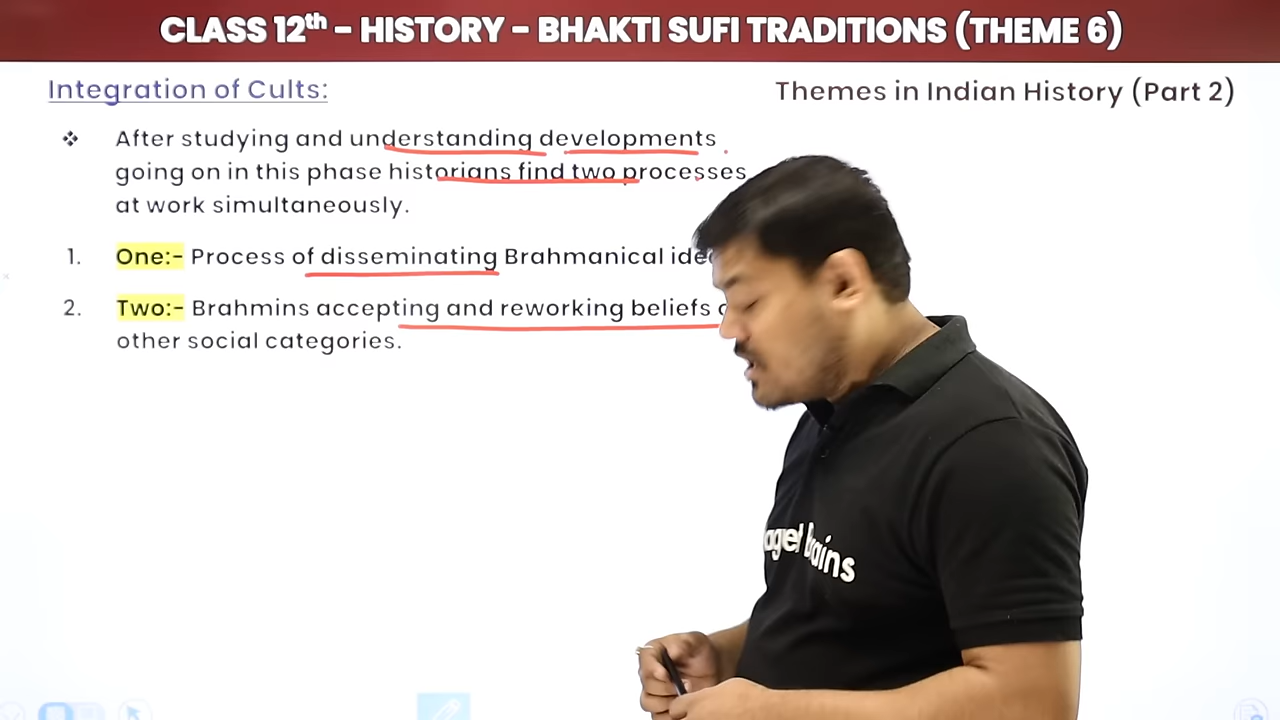 CLASS 12th - HISTORY - BHAKTI SUFI TRADITIONS (THEME 6)
Integration of Cults:
Themes in Indian History (Part 2)
❖ After studying and understanding developments
going on in this phase historians find two processes
at work simultaneously.
1. One:- Process of disseminating Brahmanical
2. Two:- Brahmins accepting and reworking beliefs
other social categories.